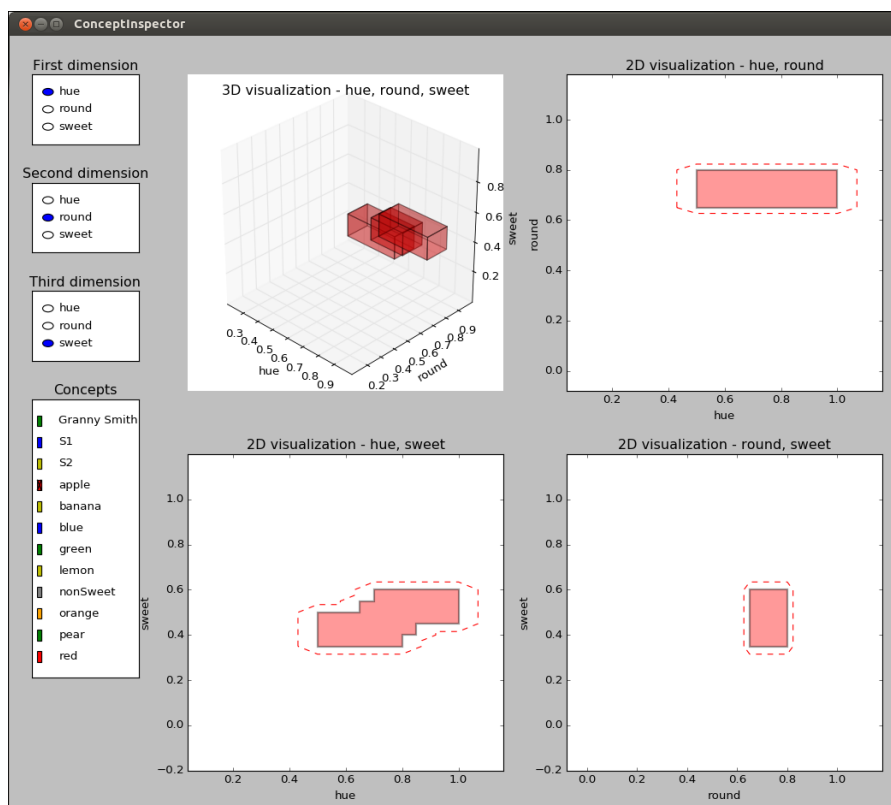 ConceptInspector
First dimension
hue
round
sweet
Second dimension
hue
round
sweet
Third dimension
hue
round
sweet
Concepts
Granny Smith
S1
S2
apple
banana
blue
green
lemon
nonSweet
orange
pear
red
3D visualization - hue, round, sweet
0.8
0.6
0.4
0.2
sweet
0.3
0.4
0.5
0.6
0.7
0.8
0.9
hue
0.2
0.3
0.4
0.5
0.6
0.7
0.8
0.9
round
2D visualization - hue, round
1.0
0.8
0.6
0.4
0.2
0.0
round
0.2 0.4 0.6 0.8 1.0
hue
2D visualization - hue, sweet
1.0
0.8
0.6
0.4
0.2
0.0
−0.2
sweet
0.2 0.4 0.6 0.8 1.0
hue
2D visualization - round, sweet
1.0
0.8
0.6
0.4
0.2
0.0
−0.2
sweet
0.0 0.2 0.4 0.6 0.8 1.0
round